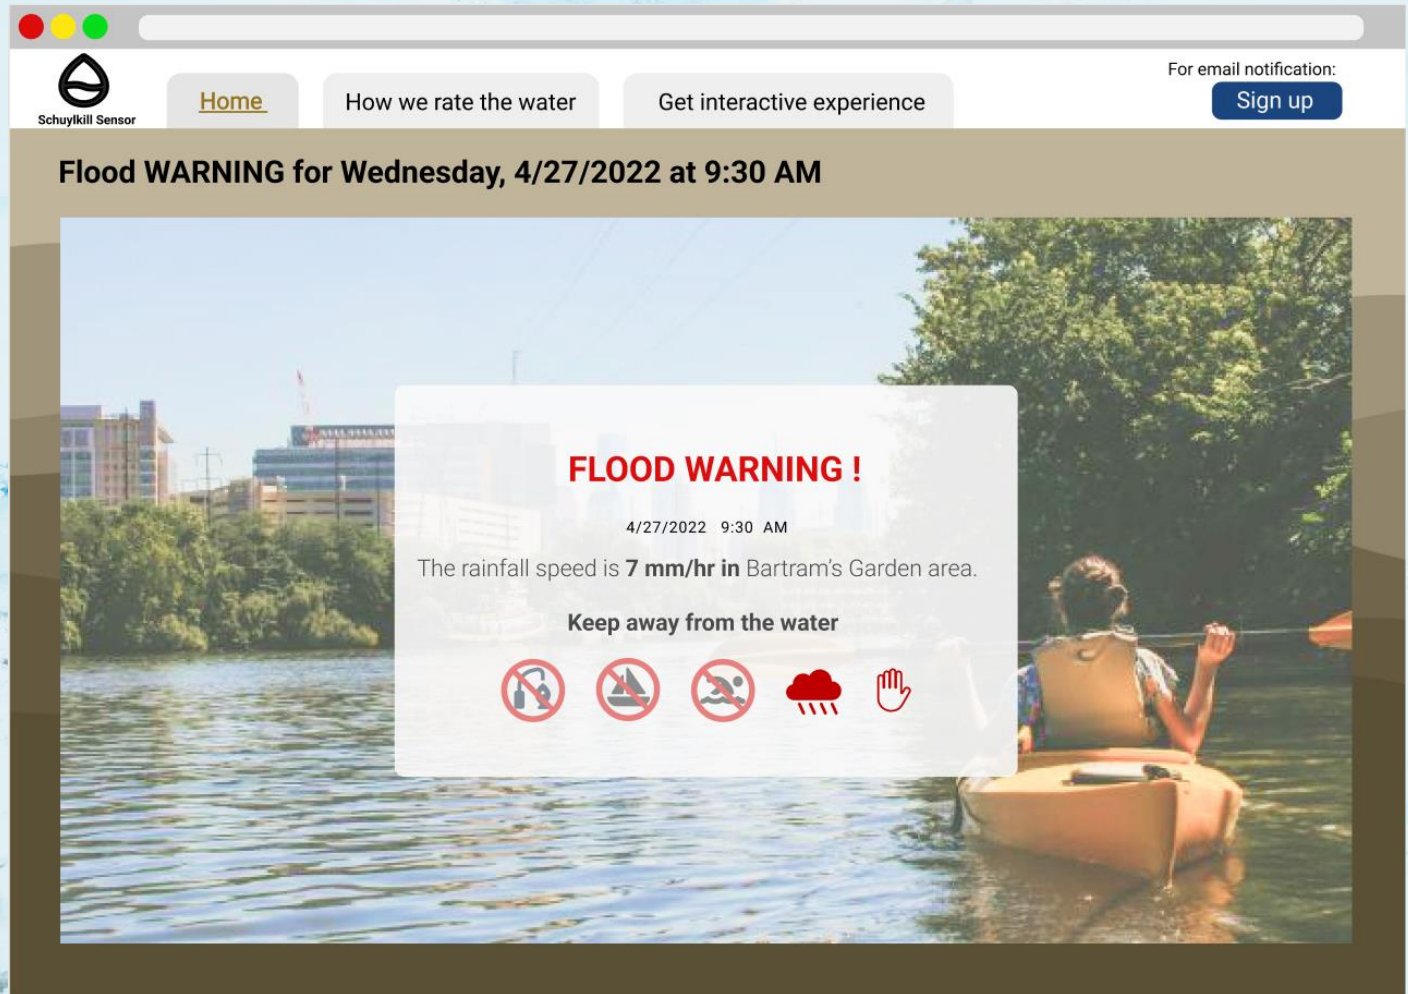 Schuylkill Sensor
Home
How we rate the water
Get interactive experience
For email notification:
Sign up
Flood WARNING for Wednesday, 4/27/2022 at 9:30 AM
FLOOD WARNING !
4/27/2022 9:30 AM
The rainfall speed is 7 mm/hr in Bartram's Garden area.
Keep away from the water